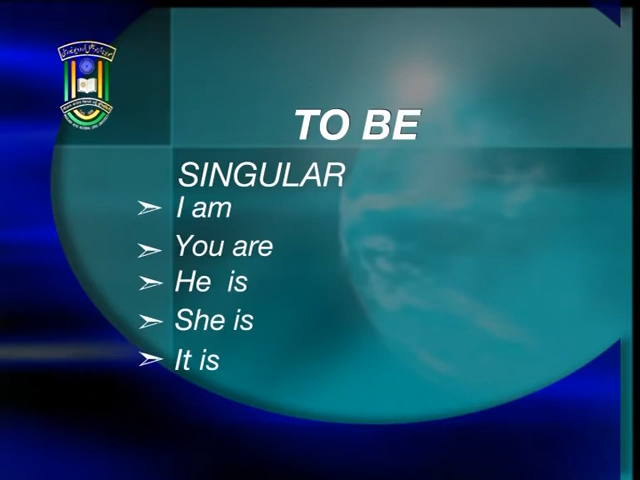 TO BE
SINGULAR
I am
You are
He is
She is
It is